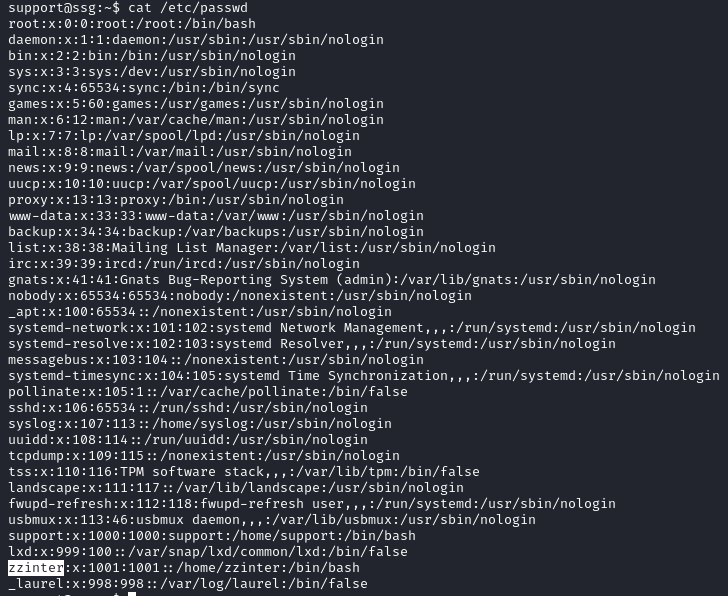 support@ssg:~$ cat /etc/passwd
root:x:0:0:root:/root:/bin/bash
daemon:x:1:1:daemon:/usr/sbin:/usr/sbin/nologin
bin:x:2:2:bin:/bin:/usr/sbin/nologin
sys:x:3:3:sys:/dev:/usr/sbin/nologin
sync:x:4:65534:sync:/bin:/bin/sync
games:x:5:60:games:/usr/games:/usr/sbin/nologin
man:x:6:12:man:/var/cache/man:/usr/sbin/nologin
lp:x:7:7:lp:/var/spool/lpd:/usr/sbin/nologin
mail:x:8:8:mail:/var/mail:/usr/sbin/nologin
news:x:9:9:news:/var/spool/news:/usr/sbin/nologin
uucp:x:10:10:uucp:/var/spool/uucp:/usr/sbin/nologin
proxy:x:13:13:proxy:/bin:/usr/sbin/nologin
www-data:x:33:33:www-data:/var/www:/usr/sbin/nologin
backup:x:34:34:backup:/var/backups:/usr/sbin/nologin
list:x:38:38:Mailing List Manager:/var/list:/usr/sbin/nologin
irc:x:39:39:ircd:/run/ircd:/usr/sbin/nologin
gnats:x:41:41:Gnats Bug-Reporting System (admin):/var/lib/gnats:/usr/sbin/nologin
nobody:x:65534:65534:nobody:/nonexistent:/usr/sbin/nologin
_apt:x:100:65534::/nonexistent:/usr/sbin/nologin
systemd-network:x:101:102:systemd Network Management,,,:/run/systemd:/usr/sbin/nologin
systemd-resolve:x:102:103:systemd Resolver,,,:/run/systemd:/usr/sbin/nologin
messagebus:x:103:104::/nonexistent:/usr/sbin/nologin
systemd-timesync:x:104:105:systemd Time Synchronization,,,:/run/systemd:/usr/sbin/nologin
pollinate:x:105:1::/var/cache/pollinate:/bin/false
sshd:x:106:65534::/run/sshd:/usr/sbin/nologin
syslog:x:107:113::/home/syslog:/usr/sbin/nologin
uuidd:x:108:114::/run/uuidd:/usr/sbin/nologin
tcpdump:x:109:115::/nonexistent:/usr/sbin/nologin
tss:x:110:116:TPM software stack,,,:/var/lib/tpm:/bin/false
landscape:x:111:117::/var/lib/landscape:/usr/sbin/nologin
fwupd-refresh:x:112:118:fwupd-refresh user,,,:/run/systemd:/usr/sbin/nologin
usbmux:x:113:46:usbmux daemon,,,:/var/lib/usbmux:/usr/sbin/nologin
support:x:1000:1000:support:/home/support:/bin/bash
lxd:x:999:100::/var/snap/lxd/common/lxd:/bin/false
zzinter:x:1001:1001::/home/zzinter:/bin/bash
_laurel:x:998:998::/var/log/laurel:/bin/false